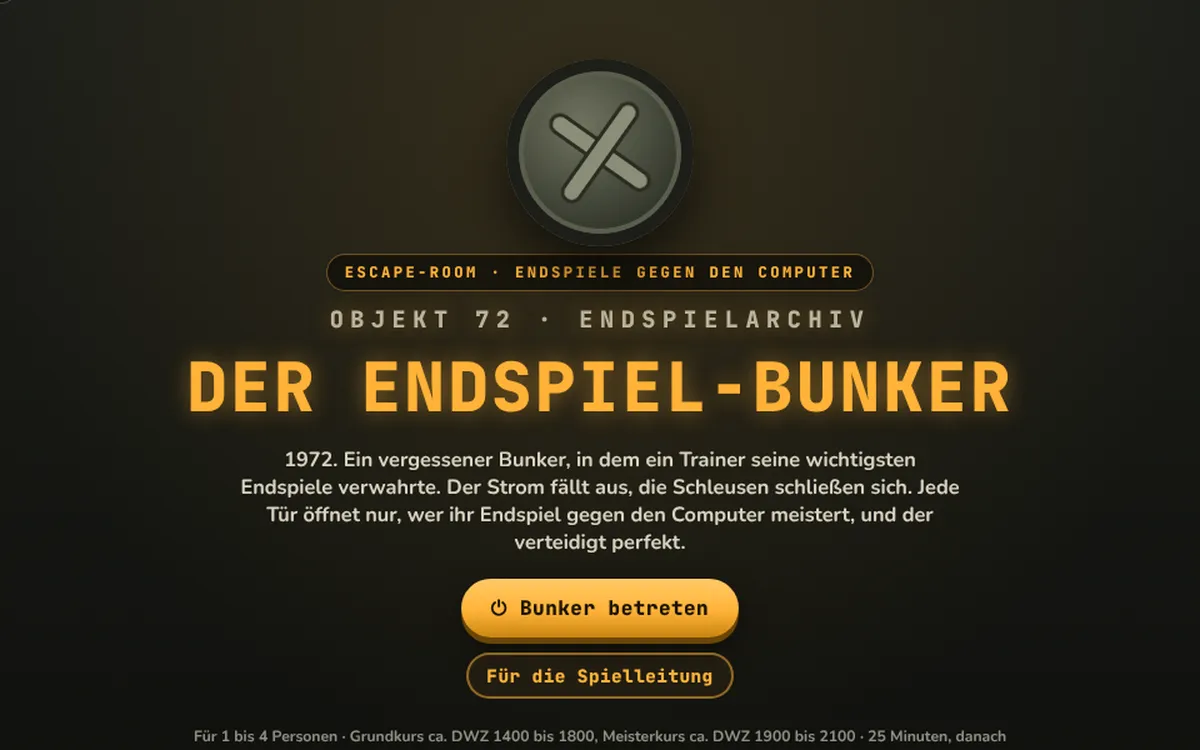 ESCAPE-ROOM · ENDSPIELE GEGEN DEN COMPUTER
OBJEKT 72 · ENDSPIELARCHIV
DER ENDSPIEL-BUNKER
1972. Ein vergessener Bunker, in dem ein Trainer seine wichtigsten
Endspiele verwahrte. Der Strom fällt aus, die Schleusen schließen sich. Jede
Tür öffnet nur, wer ihr Endspiel gegen den Computer meistert, und der
verteidigt perfekt.
Bunker betreten
Für die Spielleitung
Für 1 bis 4 Personen · Grundkurs ca. DWZ 1400 bis 1800, Meisterkurs ca. DWZ 1900 bis 2100 · 25 Minuten, danach